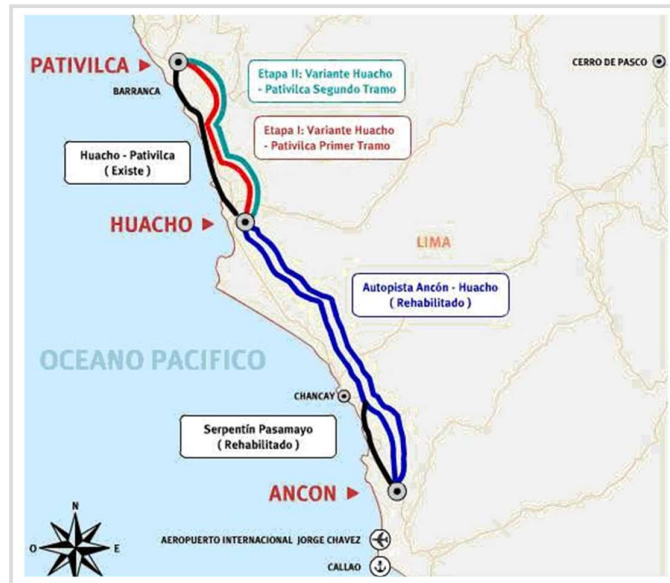 PATIVILCA
BARRANCA
Etapa II: Variante Huacho
- Pativilca Segundo Tramo
CERRO DE PASCO
Etapa I: Variante Huacho
- Pativilca Primer Tramo
Huacho - Pativilca
( Existe )
HUACHO
LIMA
Autopista Ancón - Huacho
( Rehabilitado )
OCEANO PACIFICO
CHANCAY
Serpentín Pasamayo
( Rehabilitado )
ANCON
N
O
E
AEROPUERTO INTERNACIONAL JORGE CHAVEZ
CALLAO